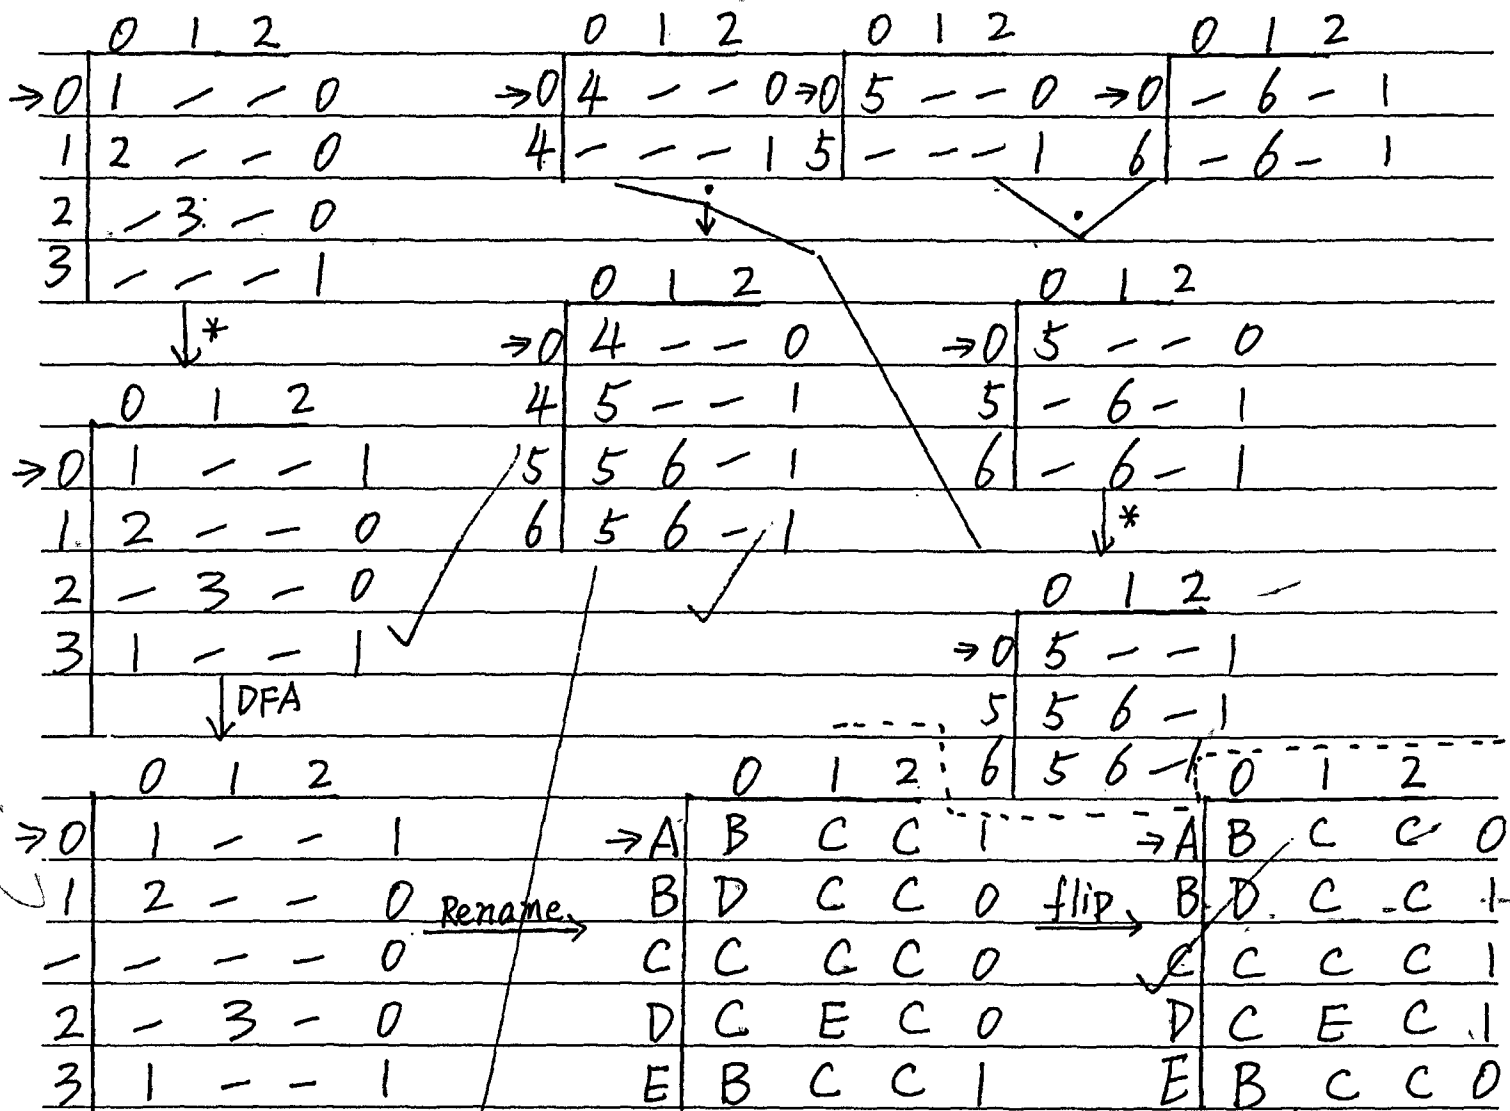 0 1 2 0 1 2 0 1 2 0 1 2
→0 1 - - 0 →0 4 - - 0 →0 5 - - 0 →0 - 6 - 1
1 2 - - 0 4 - - - 1 5 - - - 1 6 - 6 - 1
2 - 3 - 0 · ·
3 - - - 1 0 1 2 0 1 2
↓ * →0 4 - - 0 →0 5 - - 0
0 1 2 4 5 - - 1 5 - 6 - 1
→0 1 - - 1 5 5 6 - 1 6 - 6 - 1
1 2 - - 0 6 5 6 - 1 ↓ *
2 - 3 - 0 0 1 2 -
3 1 - - 1 →0 5 - - 1
↓ DFA 5 5 6 - 1
0 1 2 0 1 2 6 5 6 - 1 0 1 2
→0 1 - - 1 →A B C C 1 →A B C C 0
1 2 - - 0 Rename → B D C C 0 flip → B D C C 1
- - - - 0 C C C C 0 C C C C 1
2 - 3 - 0 D C E C 0 D C E C 1
3 1 - - 1 E B C C 1 E B C C 0